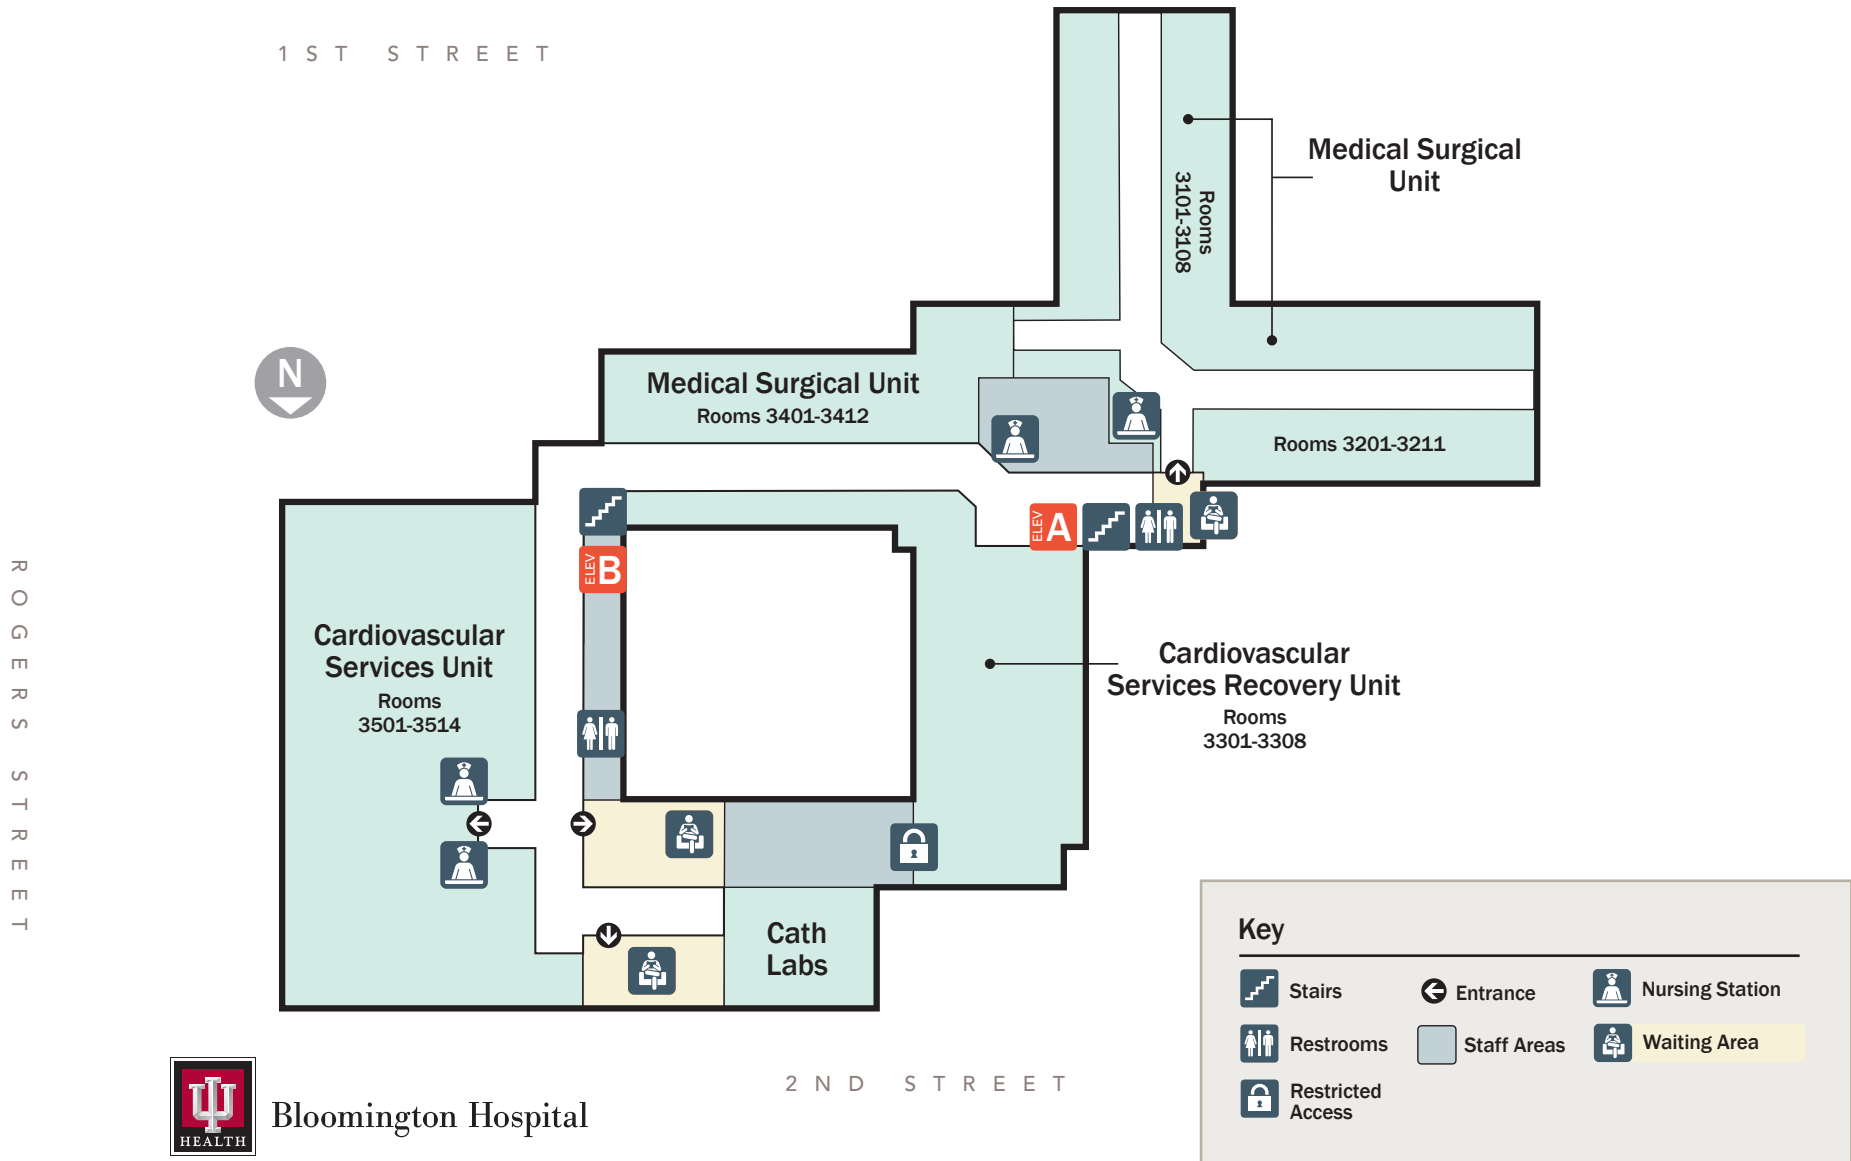 1ST STREET
Medical Surgical
Unit
Rooms
3101-3108
N
Medical Surgical Unit
Rooms 3401-3412
Rooms 3201-3211
ELEV A
ELEV B
ROGERS STREET
Cardiovascular
Services Unit
Rooms
3501-3514
Cardiovascular
Services Recovery Unit
Rooms
3301-3308
Cath
Labs
Key
Stairs
Entrance
Nursing Station
Restrooms
Staff Areas
Waiting Area
Restricted
Access
2ND STREET
HEALTH
Bloomington Hospital